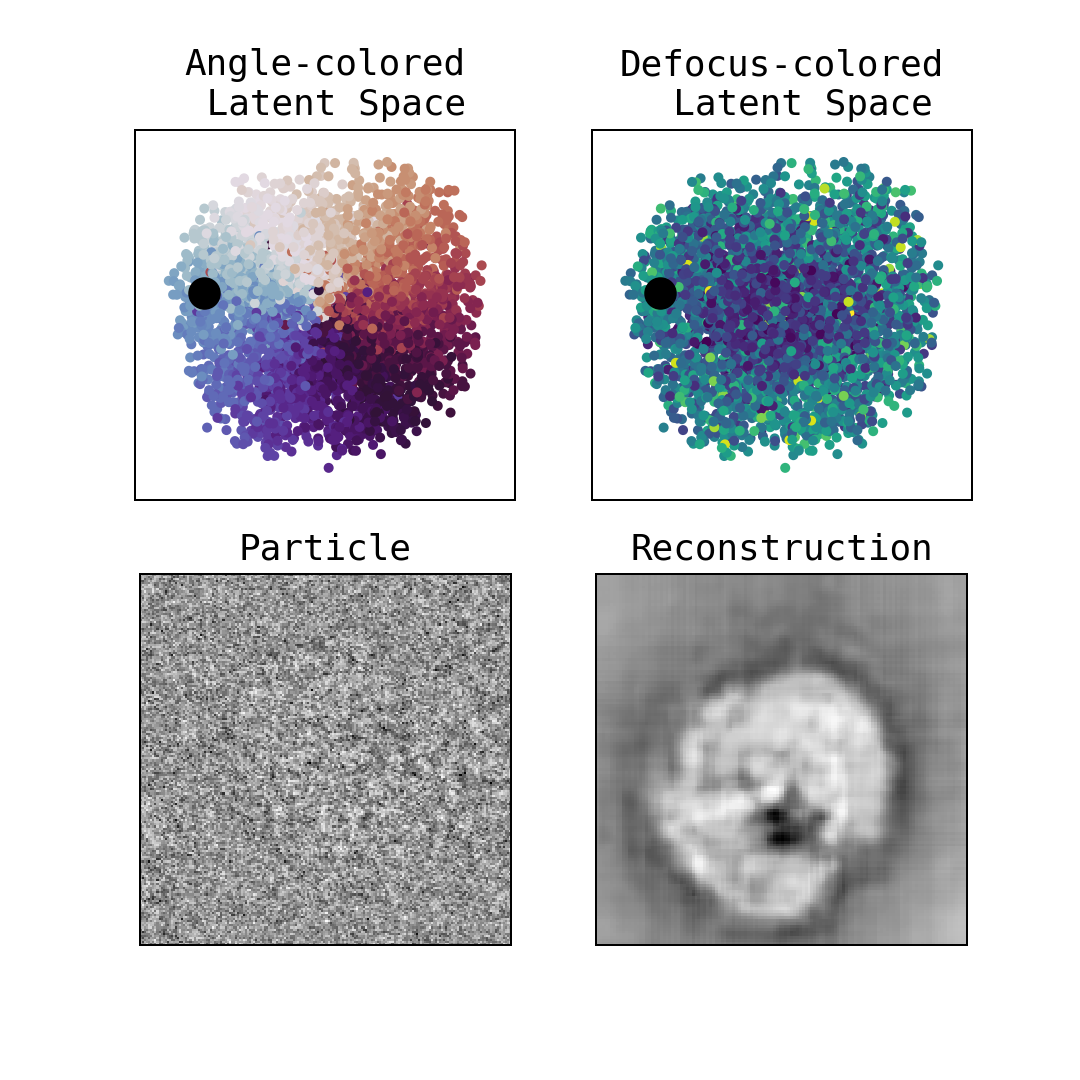 Angle-colored
Latent Space
Defocus-colored
Latent Space
Particle
Reconstruction